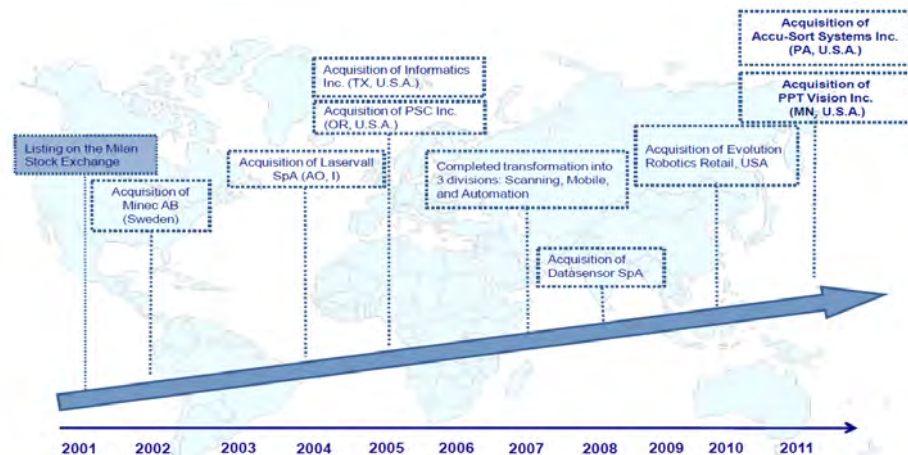 Acquisition of
Accu-Sort Systems Inc.
(PA, U.S.A.)
Acquisition of
PPT Vision Inc.
(MN, U.S.A.)
Acquisition of Informatics
Inc. (TX, U.S.A.)
Acquisition of PSC Inc.
(OR, U.S.A.)
Listing on the Milan
Stock Exchange
Acquisition of
Minec AB
(Sweden)
Acquisition of Laservall
SpA (AO, I)
Completed transformation into
3 divisions: Scanning, Mobile,
and Automation
Acquisition of Evolution
Robotics Retail, USA
Acquisition of
Datasensor SpA
2001 2002 2003 2004 2005 2006 2007 2008 2009 2010 2011